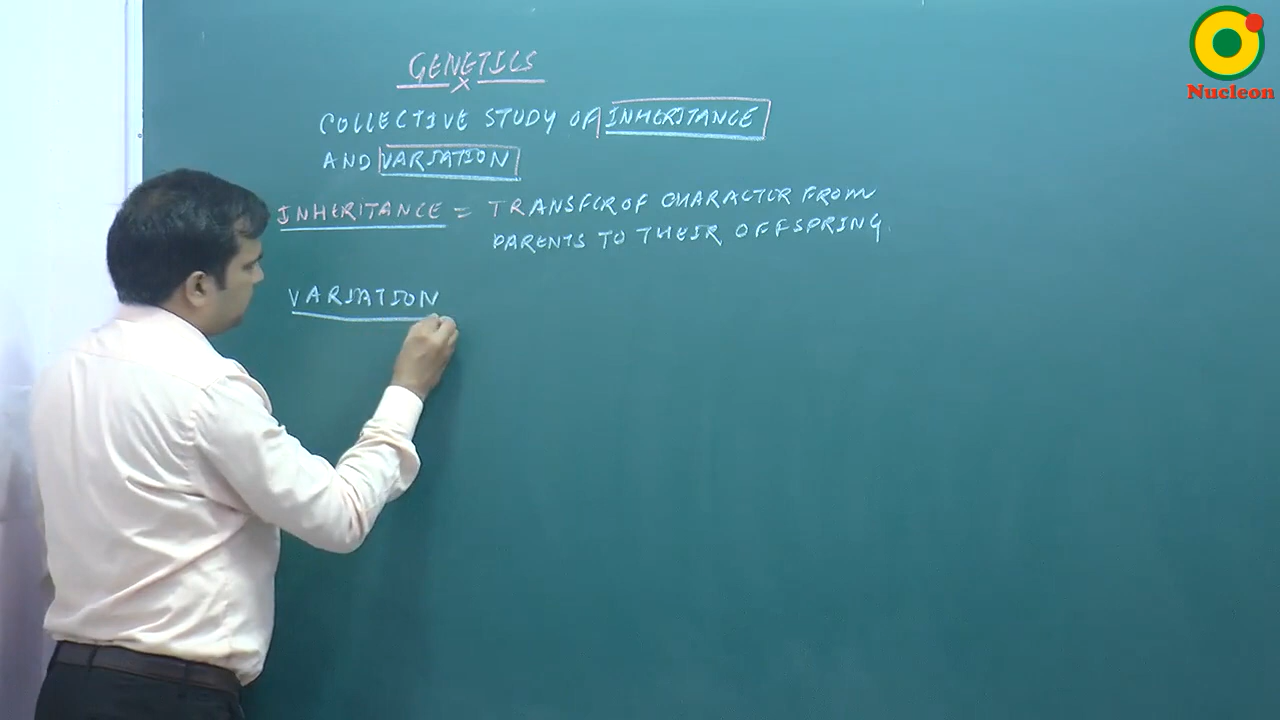 GENETICS
COLLECTIVE STUDY OF INHERITANCE
AND VARIATION
INHERITANCE = TRANSFER OF CHARACTER FROM
PARENTS TO THEIR OFFSPRING.
VARIATION
Nucleon